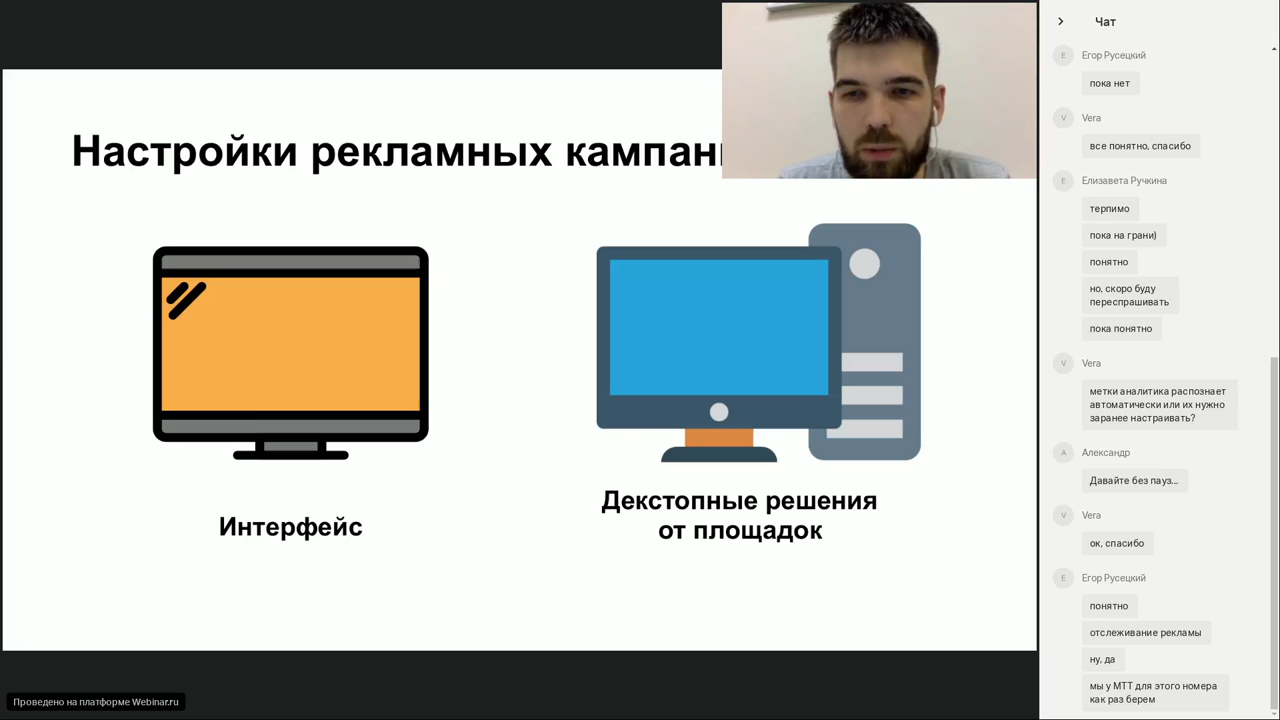 Настройки рекламных
Интерфейс
Декстопные решения
от площадок
Проведено на платформе Webinar.ru
Чат
Е
Егор Русецкий
пока нет
V
Vera
все понятно, спасибо
Е
Елизавета Ручкина
терпимо
пока на грани)
понятно
но, скоро буду
переспрашивать
пока понятно
V
Vera
метки аналитика распознает
автоматически или их нужно
заранее настраивать?
А
Александр
Давайте без пауз...
V
Vera
ок, спасибо
Е
Егор Русецкий
понятно
отслеживание рекламы
ну, да
мы у МТТ для этого номера
как раз берем